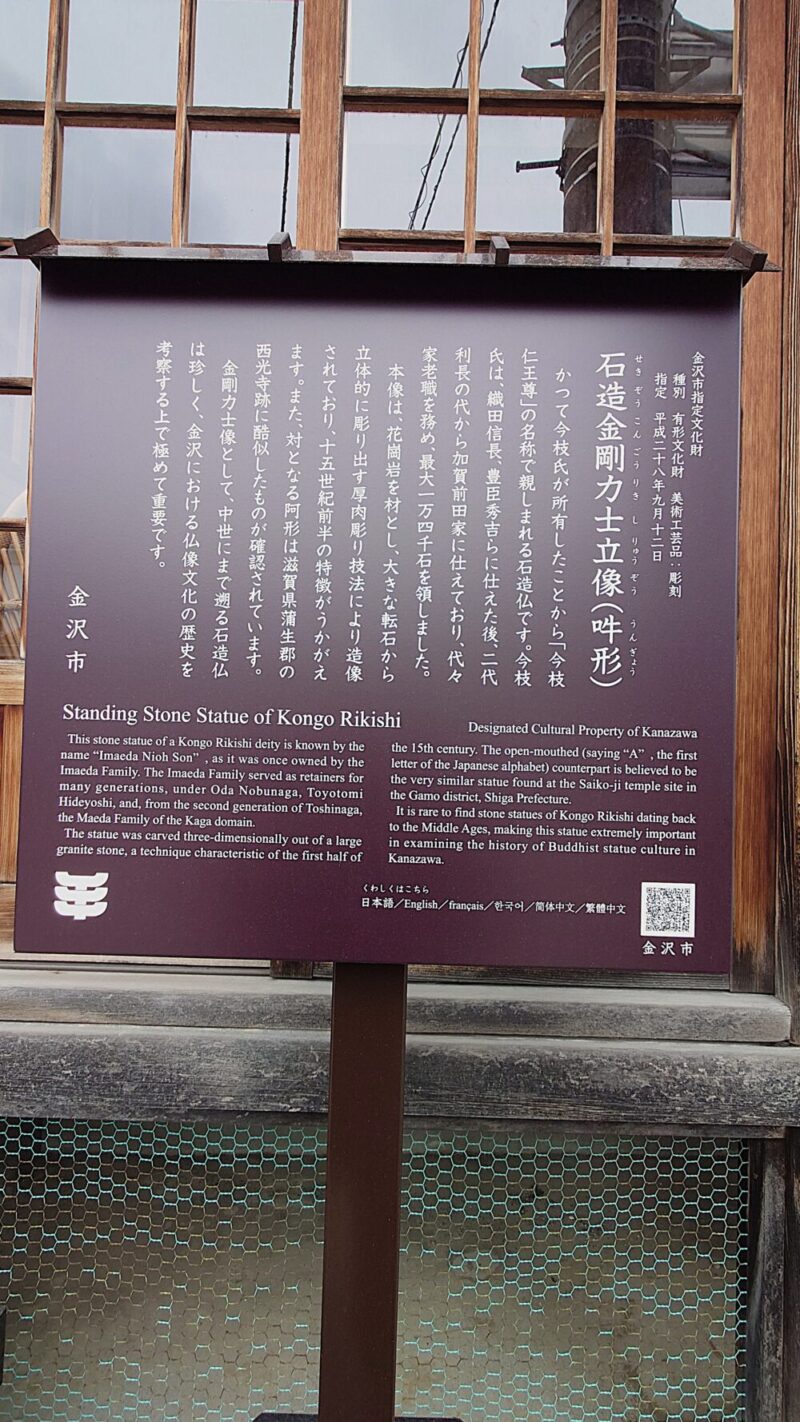 金沢市指定文化財
種別　有形文化財　美術工芸品：彫刻
指定　平成二十八年九月十二日
せきぞうこんごうりきしりゅうぞう　うんぎょう
石造金剛力士立像（吽形）
かつて今枝氏が所有したことから「今枝
仁王尊」の名称で親しまれる石造仏です。今枝
氏は、織田信長、豊臣秀吉らに仕えた後、二代
利長の代から加賀前田家に仕えており、代々
家老職を務め、最大一万四千石を領しました。
本像は、花崗岩を材とし、大きな転石から
立体的に彫り出す厚肉彫り技法により造像
されており、十五世紀前半の特徴がうかがえ
ます。また、対となる阿形は滋賀県蒲生郡の
西光寺跡に酷似したものが確認されています。
金剛力士像として、中世にまで遡る石造仏
は珍しく、金沢における仏像文化の歴史を
考察する上で極めて重要です。
金沢市
Standing Stone Statue of Kongo Rikishi
Designated Cultural Property of Kanazawa
This stone statue of a Kongo Rikishi deity is known by the
name “Imaeda Nioh Son” , as it was once owned by the
Imaeda Family. The Imaeda Family served as retainers for
many generations, under Oda Nobunaga, Toyotomi
Hideyoshi, and, from the second generation of Toshinaga,
the Maeda Family of the Kaga domain.
The statue was carved three-dimensionally out of a large
granite stone, a technique characteristic of the first half of
the 15th century. The open-mouthed (saying “A” , the first
letter of the Japanese alphabet) counterpart is believed to be
the very similar statue found at the Saiko-ji temple site in
the Gamo district, Shiga Prefecture.
It is rare to find stone statues of Kongo Rikishi dating back
to the Middle Ages, making this statue extremely important
in examining the history of Buddhist statue culture in
Kanazawa.
くわしくはこちら
日本語／English／français／한국어／简体中文／繁體中文
金沢市